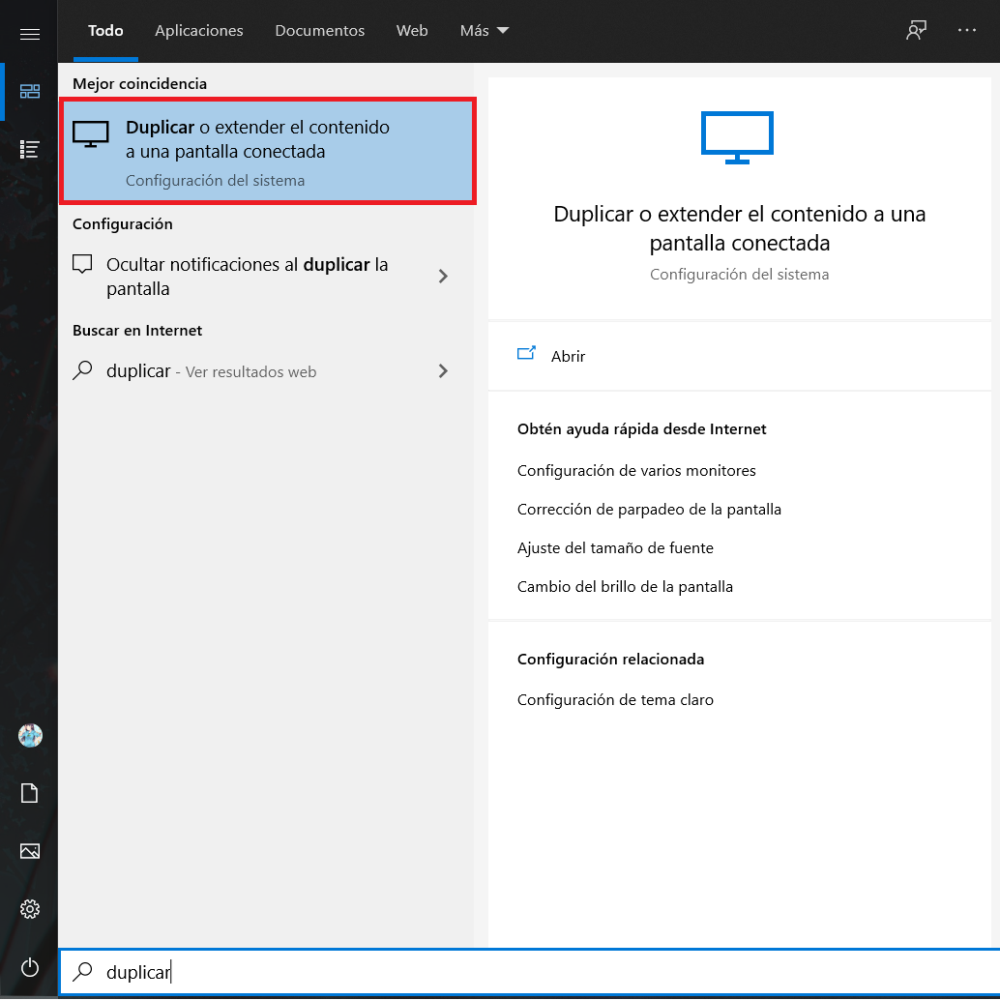 Todo Aplicaciones Documentos Web Más
Mejor coincidencia
Duplicar o extender el contenido
a una pantalla conectada
Configuración del sistema
Configuración
Ocultar notificaciones al duplicar la
pantalla
Buscar en Internet
duplicar - Ver resultados web
Duplicar o extender el contenido a una
pantalla conectada
Configuración del sistema
Abrir
Obtén ayuda rápida desde Internet
Configuración de varios monitores
Corrección de parpadeo de la pantalla
Ajuste del tamaño de fuente
Cambio del brillo de la pantalla
Configuración relacionada
Configuración de tema claro
duplicar